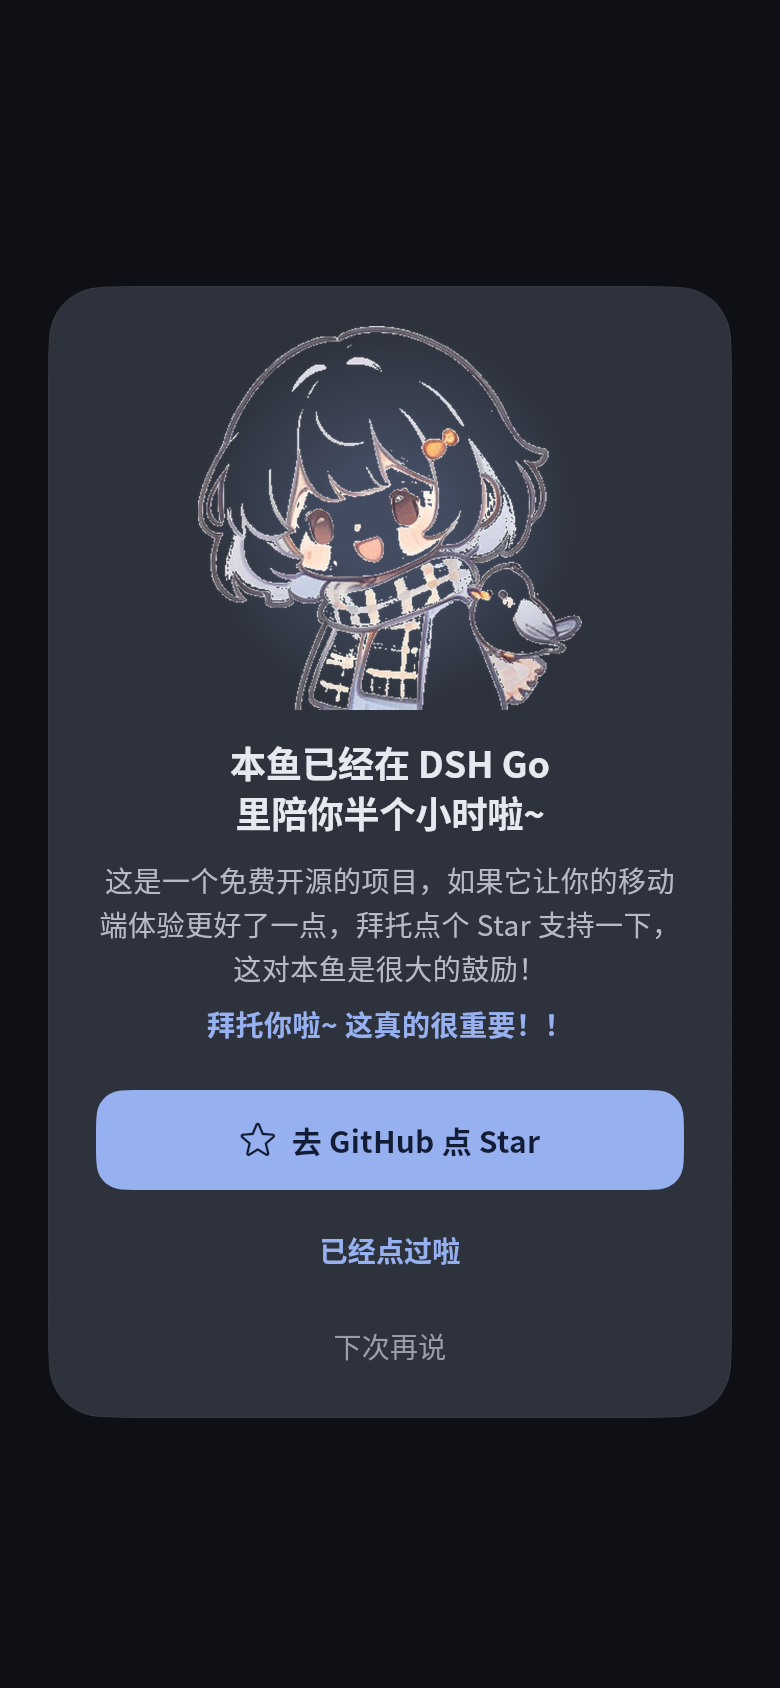 本鱼已经在 DSH Go
里陪你半个小时啦~
这是一个免费开源的项目，如果它让你的移动
端体验更好了一点，拜托点个 Star 支持一下，
这对本鱼是很大的鼓励！
拜托你啦~ 这真的很重要！！
去 GitHub 点 Star
已经点过啦
下次再说